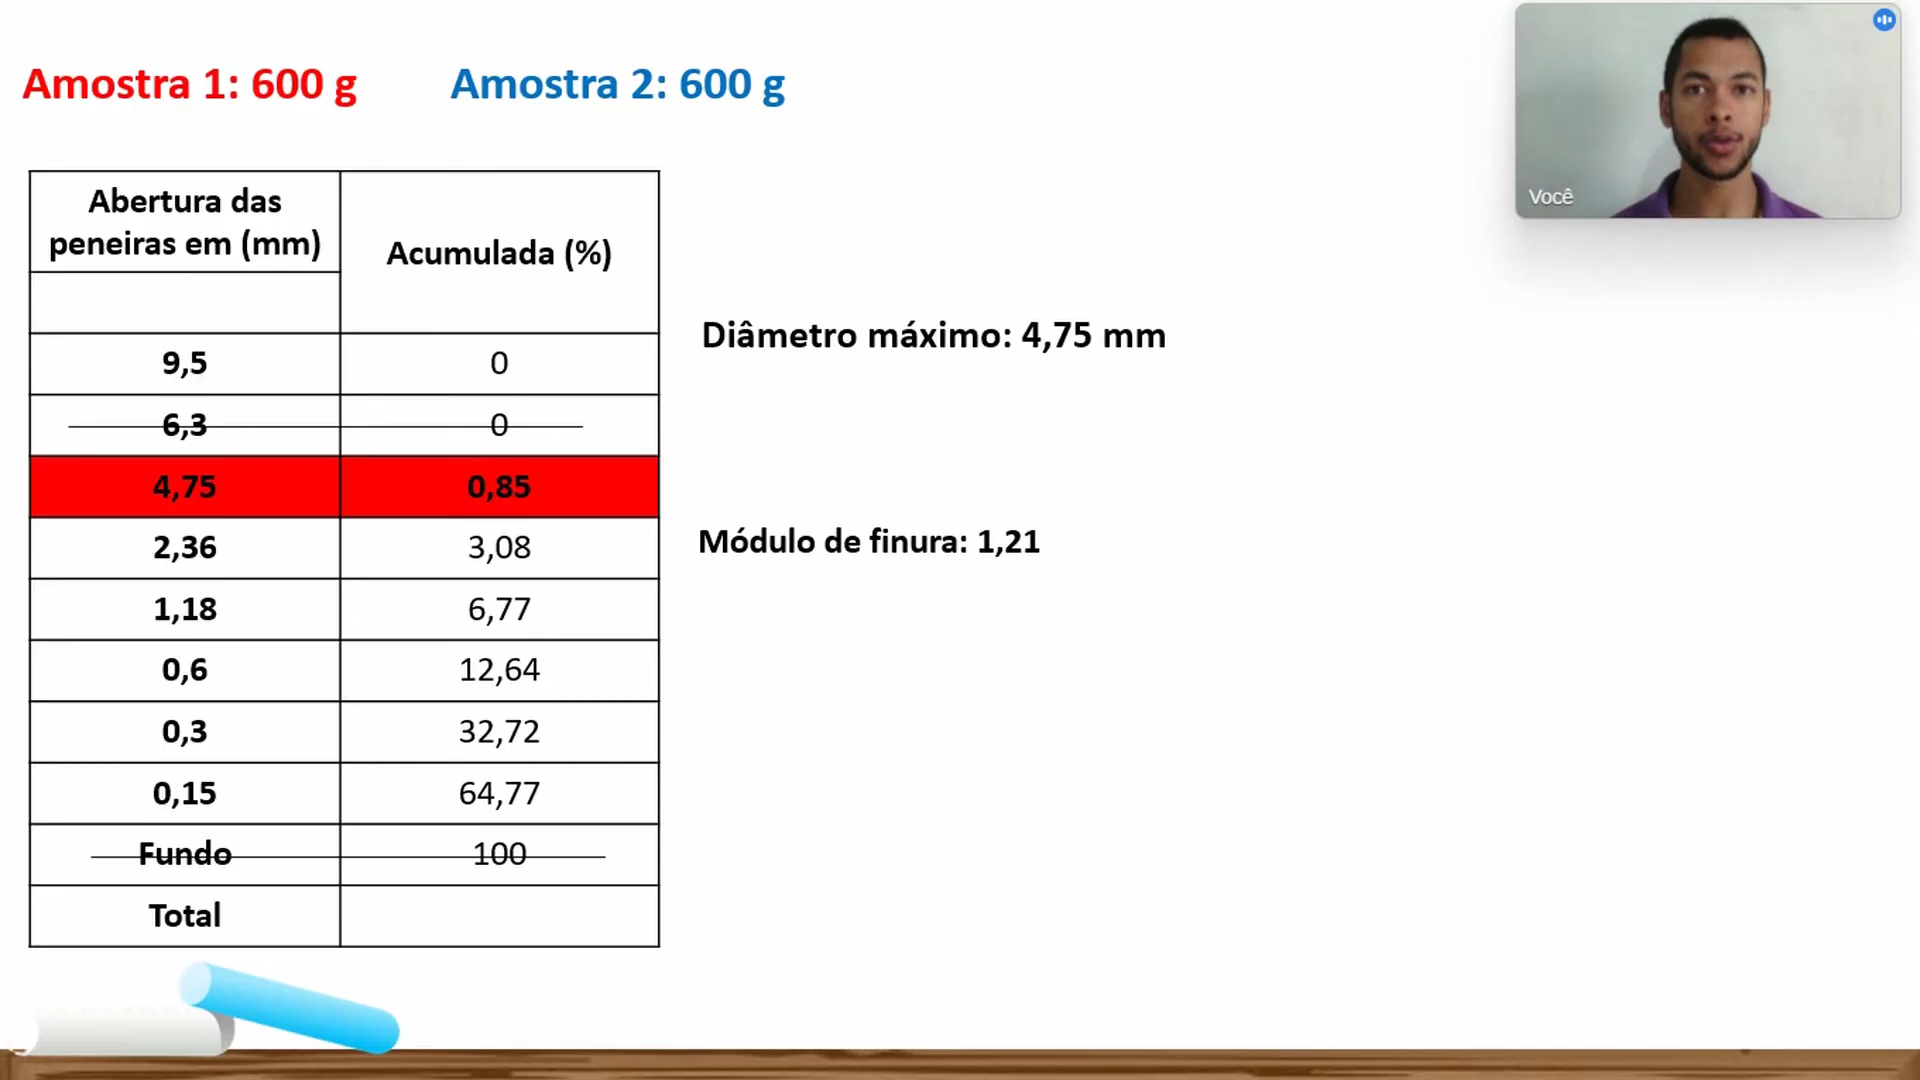 Amostra 1: 600 g Amostra 2: 600 g
Abertura das
peneiras em (mm)
Acumulada (%)
9,5 0
6,3 0
4,75 0,85
2,36 3,08
1,18 6,77
0,6 12,64
0,3 32,72
0,15 64,77
Fundo 100
Total
Diâmetro máximo: 4,75 mm
Módulo de finura: 1,21
Você